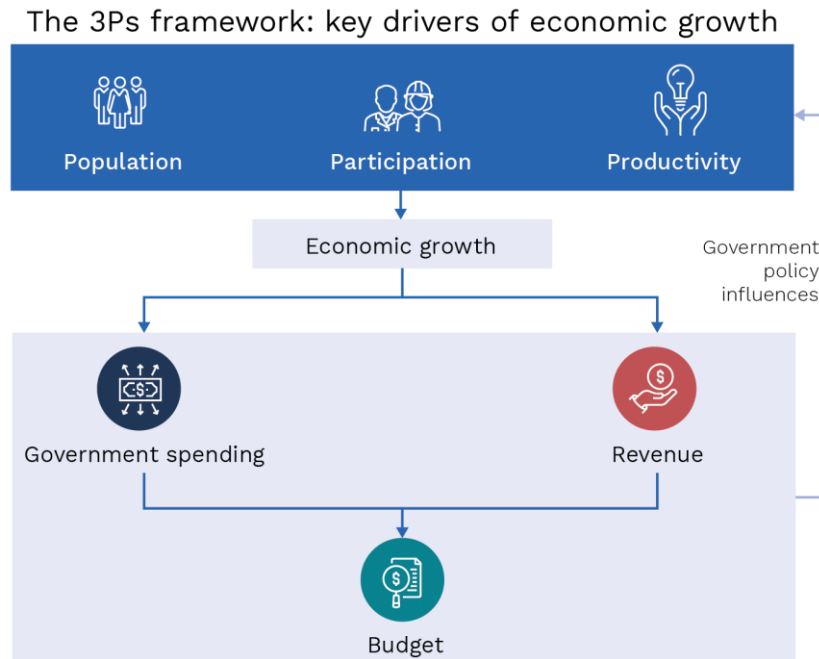 The 3Ps framework: key drivers of economic growth
Population
Participation
Productivity
Economic growth
Government
policy
influences
$
$
Government spending
Revenue
$
Budget